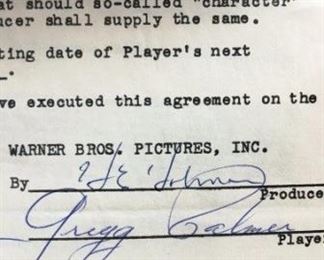 at should so-called "character"
ucer shall supply the same.
ting date of Player's next
ve executed this agreement on the
WARNER BROS. PICTURES, INC.
By
Produce
Gregg Palmer
Playe